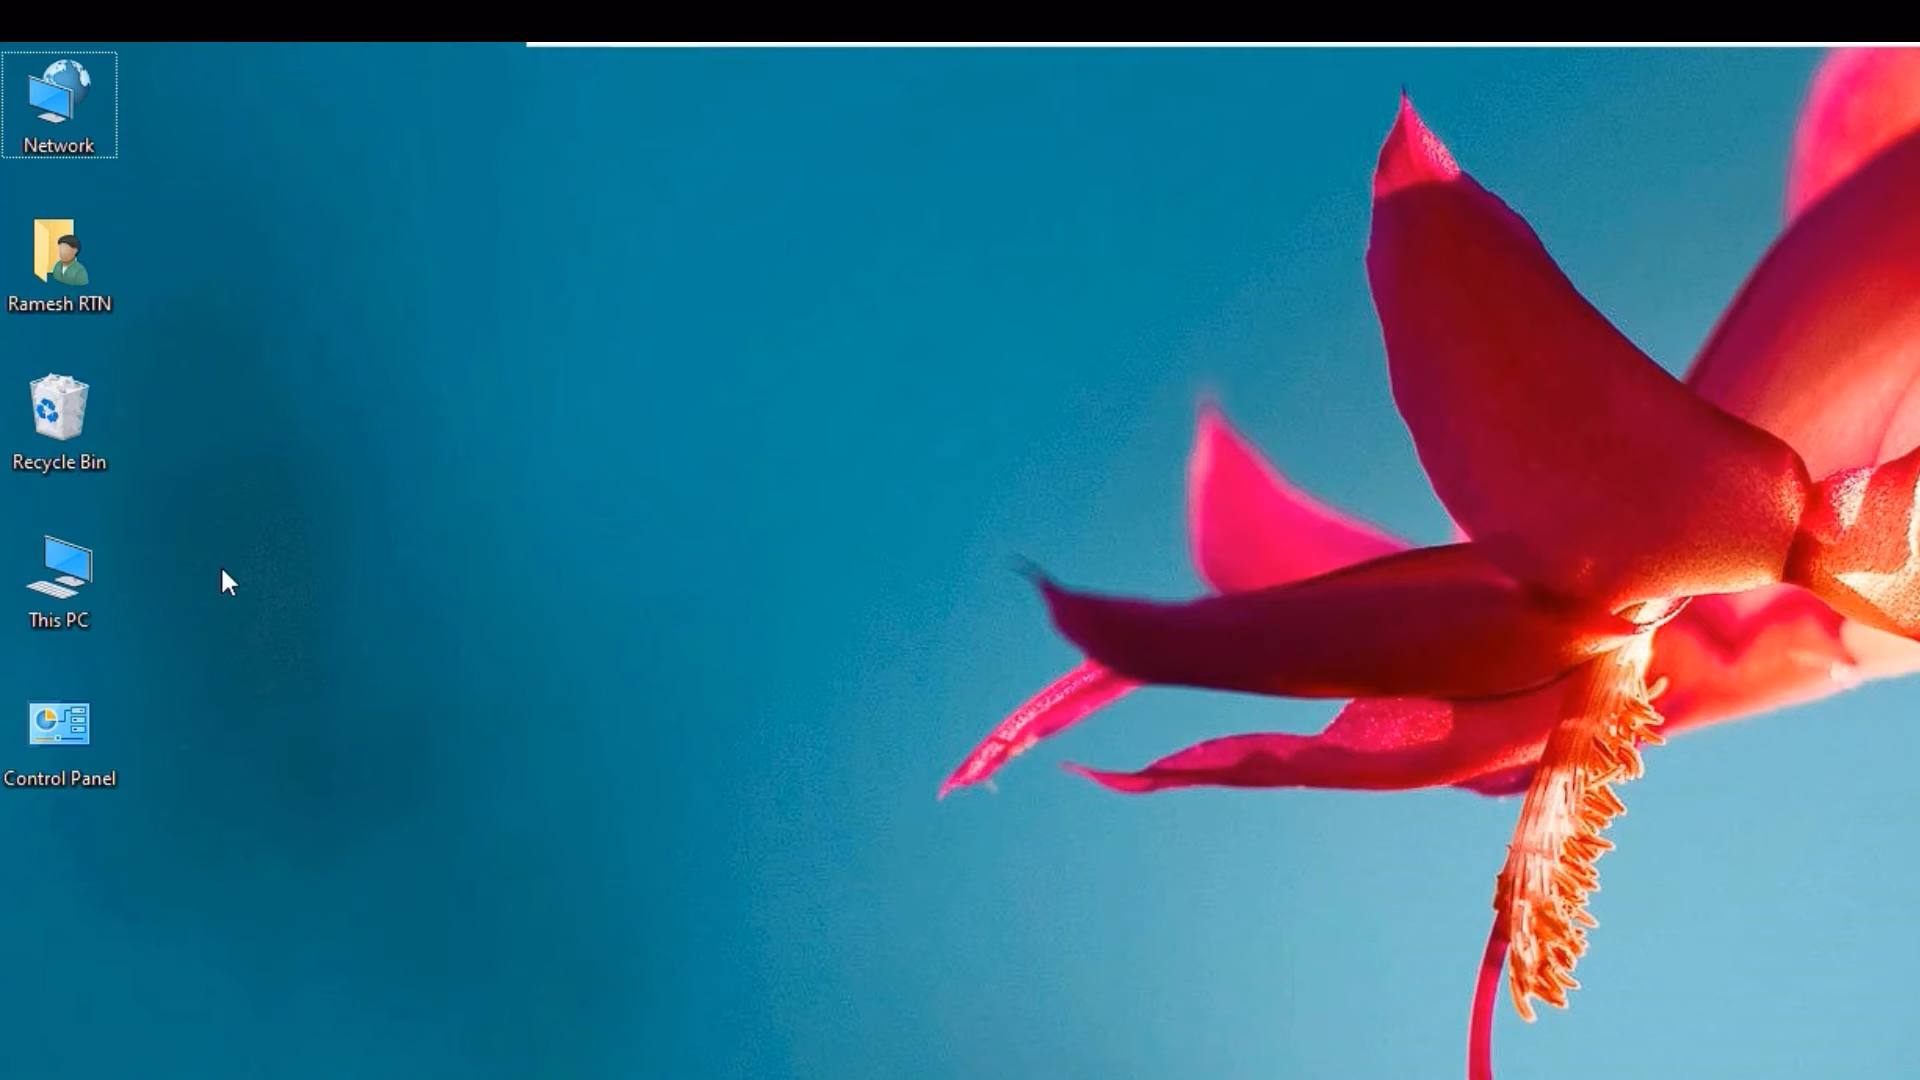 Network
Ramesh RTN
Recycle Bin
This PC
Control Panel